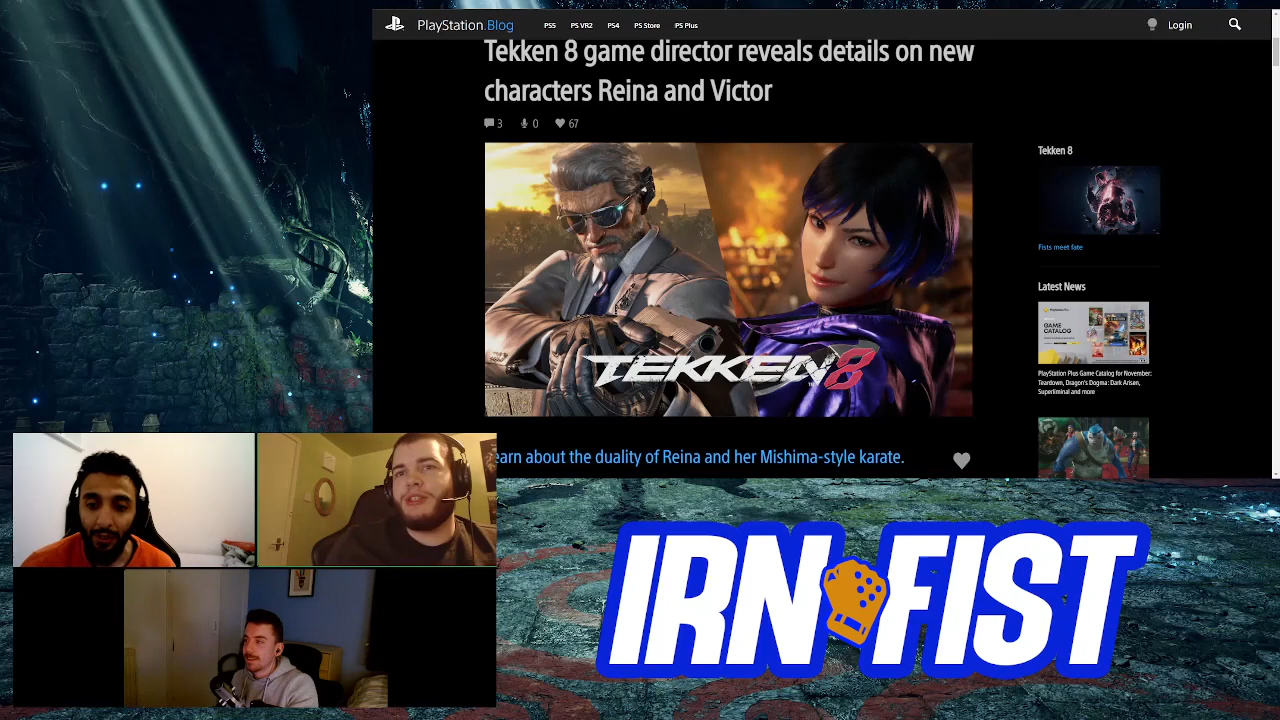 PlayStation.Blog
PS5
PS VR2
PS4
PS Store
PS Plus
Login
Tekken 8 game director reveals details on new
characters Reina and Victor
3
0
67
TEKKEN 8
earn about the duality of Reina and her Mishima-style karate.
Tekken 8
Fists meet fate
Latest News
GAME
CATALOG
PlayStation Plus Game Catalog for November:
Teardown, Dragon's Dogma: Dark Arisen,
Superliminal and more
IRN FIST